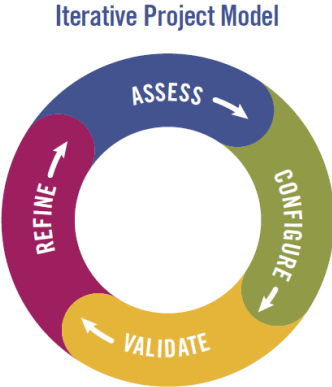 Iterative Project Model
ASSESS
CONFIGURE
VALIDATE
REFINE